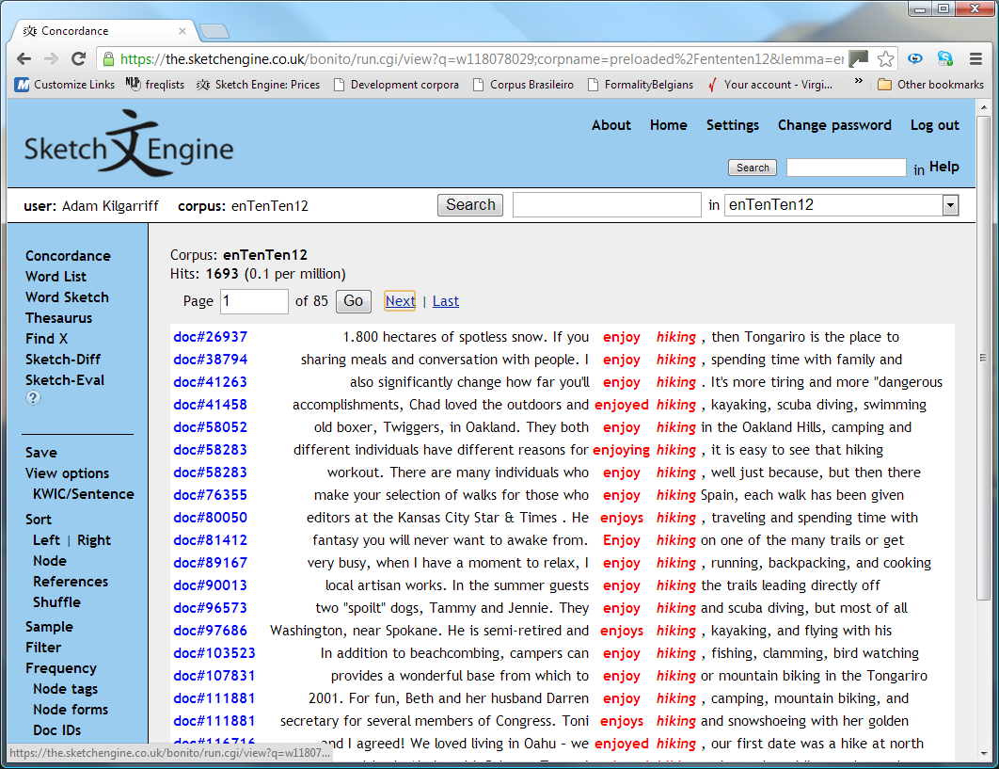 Concordance
https://the.sketchengine.co.uk/bonito/run.cgi/view?q=w118078029;corpname=preloaded%2Fententen12&lemma=er
Customize Links freqlists Sketch Engine: Prices Development corpora Corpus Brasileiro FormalityBelgians Your account - Virgi... » Other bookmarks
Sketch 文 Engine
About Home Settings Change password Log out
Search in Help
user: Adam Kilgarriff corpus: enTenTen12 Search in enTenTen12
Concordance
Word List
Word Sketch
Thesaurus
Find X
Sketch-Diff
Sketch-Eval
?
Save
View options
KWIC/Sentence
Sort
Left | Right
Node
References
Shuffle
Sample
Filter
Frequency
Node tags
Node forms
Doc IDs
Corpus: enTenTen12
Hits: 1693 (0.1 per million)
Page 1 of 85 Go Next | Last
doc#26937 1.800 hectares of spotless snow. If you enjoy hiking , then Tongariro is the place to
doc#38794 sharing meals and conversation with people. I enjoy hiking , spending time with family and
doc#41263 also significantly change how far you'll enjoy hiking . It's more tiring and more "dangerous
doc#41458 accomplishments, Chad loved the outdoors and enjoyed hiking , kayaking, scuba diving, swimming
doc#58052 old boxer, Twiggers, in Oakland. They both enjoy hiking in the Oakland Hills, camping and
doc#58283 different individuals have different reasons for enjoying hiking , it is easy to see that hiking
doc#58283 workout. There are many individuals who enjoy hiking , well just because, but then there
doc#76355 make your selection of walks for those who enjoy hiking Spain, each walk has been given
doc#80050 editors at the Kansas City Star & Times . He enjoys hiking , traveling and spending time with
doc#81412 fantasy you will never want to awake from. Enjoy hiking on one of the many trails or get
doc#89167 very busy, when I have a moment to relax, I enjoy hiking , running, backpacking, and cooking
doc#90013 local artisan works. In the summer guests enjoy hiking the trails leading directly off
doc#96573 two "spoilt" dogs, Tammy and Jennie. They enjoy hiking and scuba diving, but most of all
doc#97686 Washington, near Spokane. He is semi-retired and enjoys hiking , kayaking, and flying with his
doc#103523 In addition to beachcombing, campers can enjoy hiking , fishing, clamming, bird watching
doc#107831 provides a wonderful base from which to enjoy hiking or mountain biking in the Tongariro
doc#111881 2001. For fun, Beth and her husband Darren enjoy hiking , camping, mountain biking, and
doc#111881 secretary for several members of Congress. Toni enjoys hiking and snowshoeing with her golden
doc#116716 and I agreed! We loved living in Oahu – we enjoyed hiking , our first date was a hike at north
https://the.sketchengine.co.uk/bonito/run.cgi/view?q=w11807...